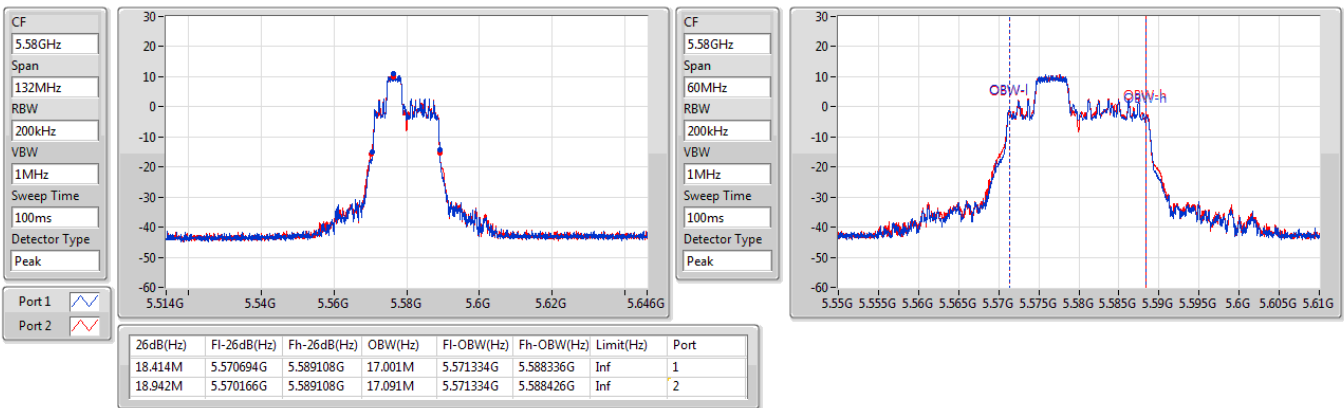 CF
5.58GHz
Span
132MHz
RBW
200kHz
VBW
1MHz
Sweep Time
100ms
Detector Type
Peak
Port 1
Port 2
30
20
10
0
-10
-20
-30
-40
-50
-60
5.514G 5.54G 5.56G 5.58G 5.6G 5.62G 5.646G
CF
5.58GHz
Span
60MHz
RBW
200kHz
VBW
1MHz
Sweep Time
100ms
Detector Type
Peak
30
20
10
0
-10
-20
-30
-40
-50
-60
OBW-l
OBW-h
5.55G 5.555G 5.56G 5.565G 5.57G 5.575G 5.58G 5.585G 5.59G 5.595G 5.6G 5.605G 5.61G
26dB(Hz) Fl-26dB(Hz) Fh-26dB(Hz) OBW(Hz) Fl-OBW(Hz) Fh-OBW(Hz) Limit(Hz) Port
18.414M 5.570694G 5.589108G 17.001M 5.571334G 5.588336G Inf 1
18.942M 5.570166G 5.589108G 17.091M 5.571334G 5.588426G Inf 2